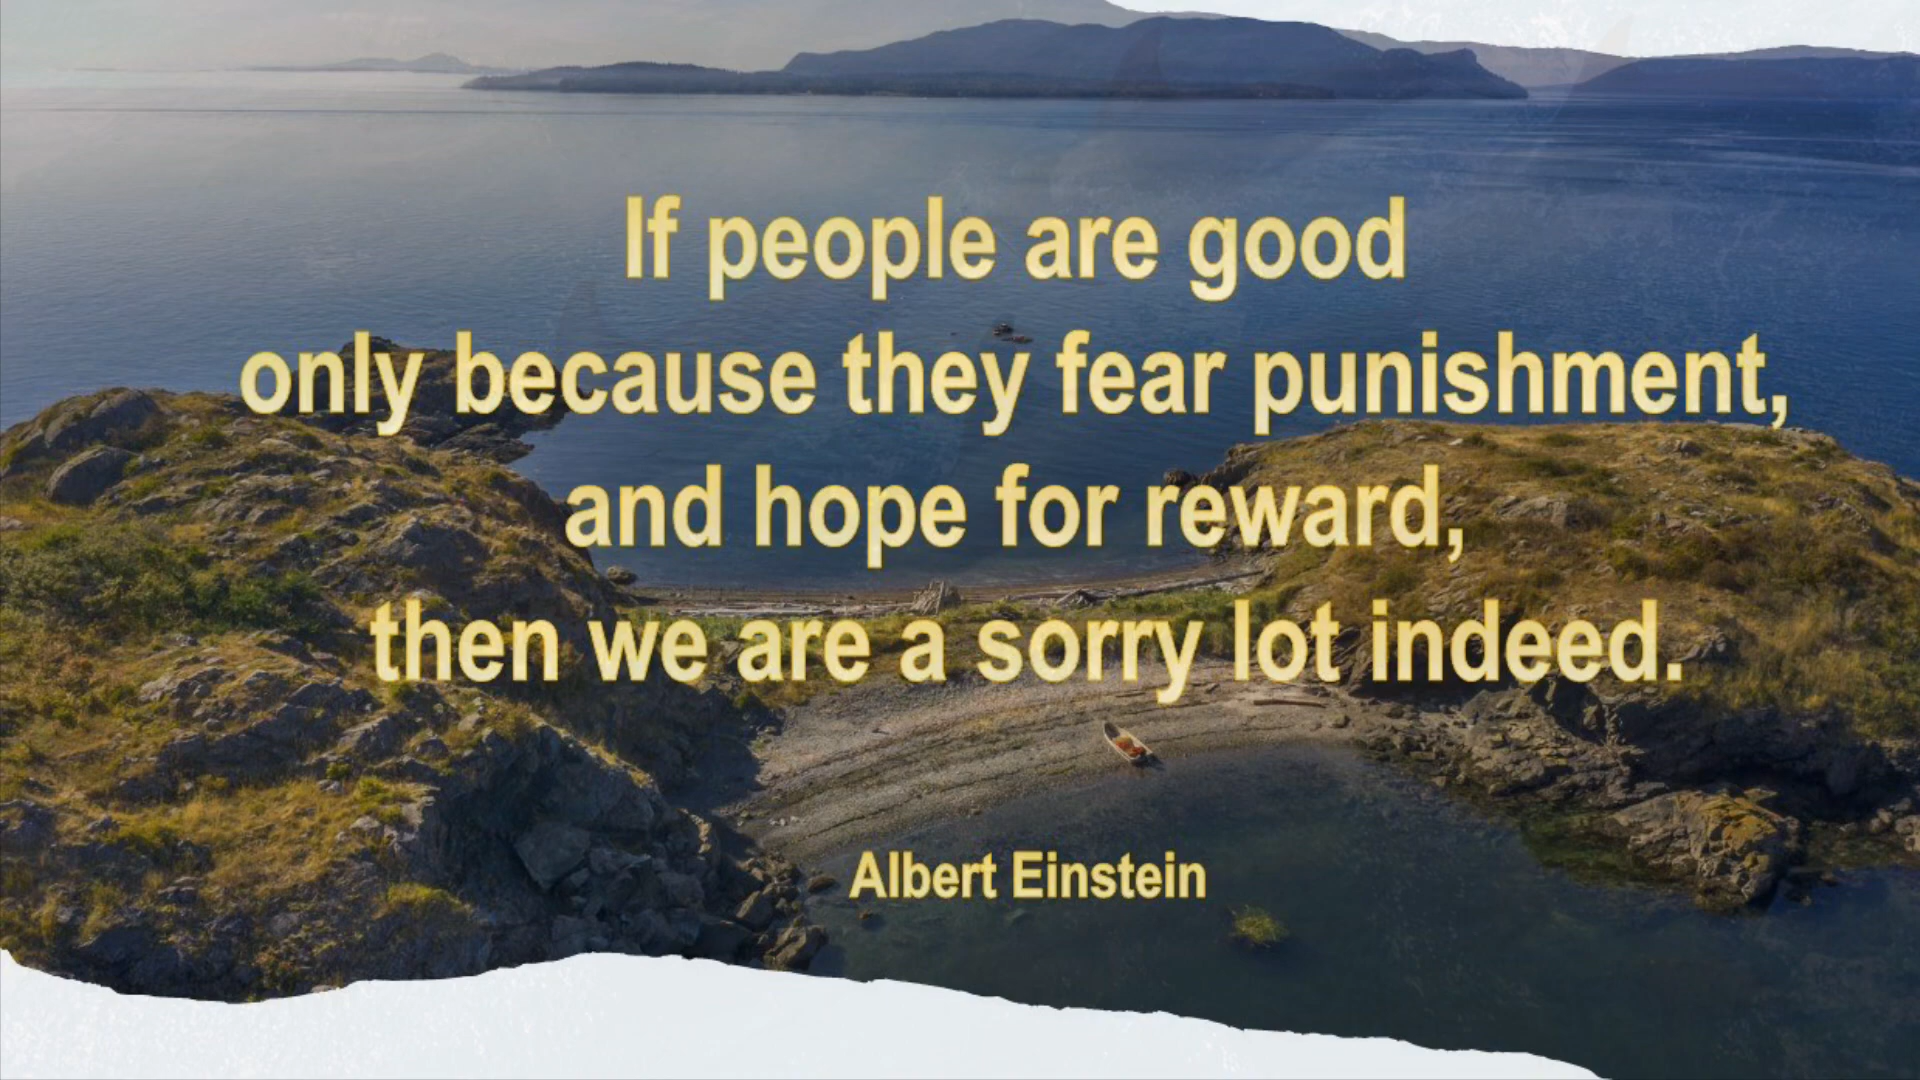 If people are good
only because they fear punishment,
and hope for reward,
then we are a sorry lot indeed.
Albert Einstein